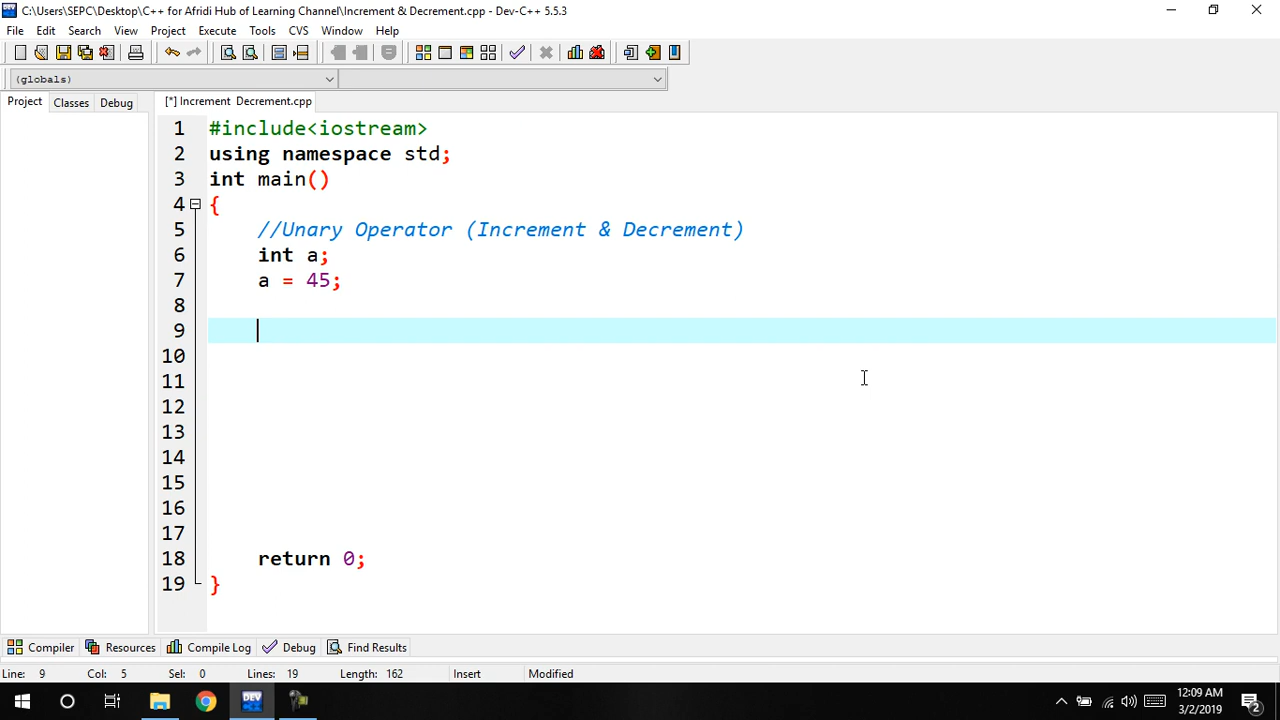 C:\Users\SEPC\Desktop\C++ for Afridi Hub of Learning Channel\Increment & Decrement.cpp - Dev-C++ 5.5.3
File Edit Search View Project Execute Tools CVS Window Help
(globals)
Project Classes Debug [*] Increment Decrement.cpp
1 #include<iostream>
2 using namespace std;
3 int main()
4 {
5 //Unary Operator (Increment & Decrement)
6 int a;
7 a = 45;
8
9
10
11
12
13
14
15
16
17
18 return 0;
19 }
Compiler Resources Compile Log Debug Find Results
Line: 9 Col: 5 Sel: 0 Lines: 19 Length: 162 Insert Modified
DEV 12:09 AM
3/2/2019 2